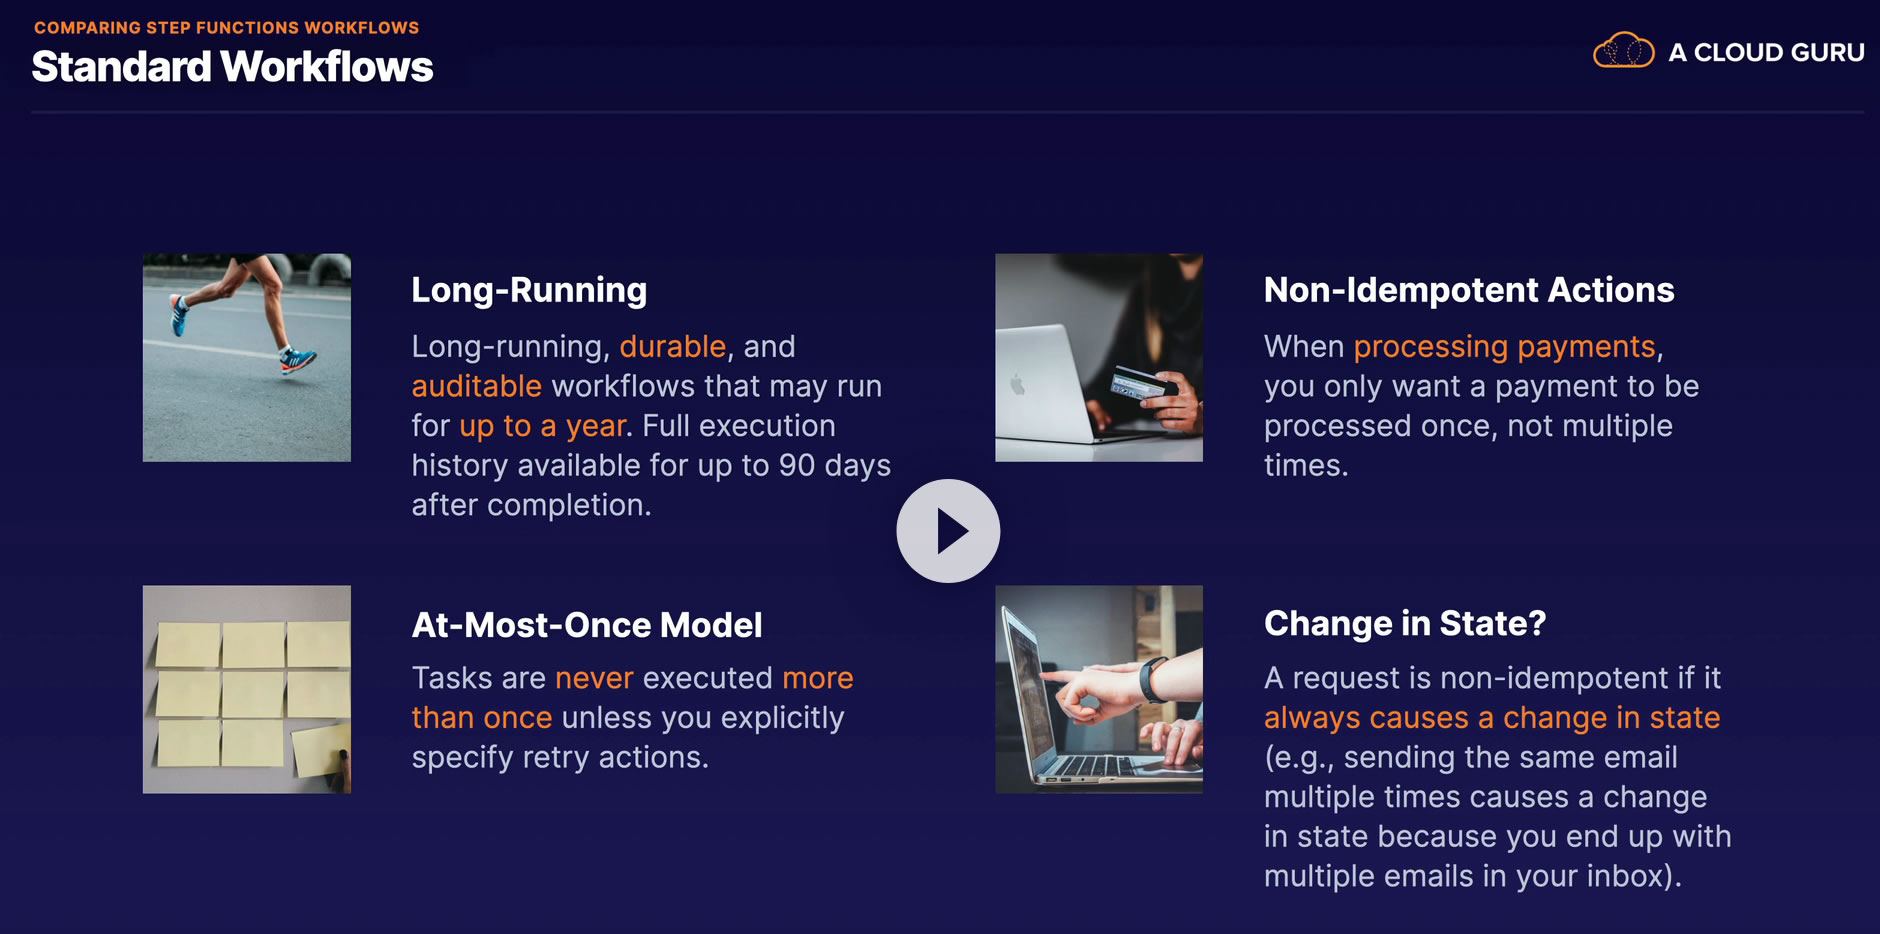 COMPARING STEP FUNCTIONS WORKFLOWS
Standard Workflows
A CLOUD GURU
Long-Running
Long-running, durable, and
auditable workflows that may run
for up to a year. Full execution
history available for up to 90 days
after completion.
Non-Idempotent Actions
When processing payments,
you only want a payment to be
processed once, not multiple
times.
At-Most-Once Model
Tasks are never executed more
than once unless you explicitly
specify retry actions.
Change in State?
A request is non-idempotent if it
always causes a change in state
(e.g., sending the same email
multiple times causes a change
in state because you end up with
multiple emails in your inbox).